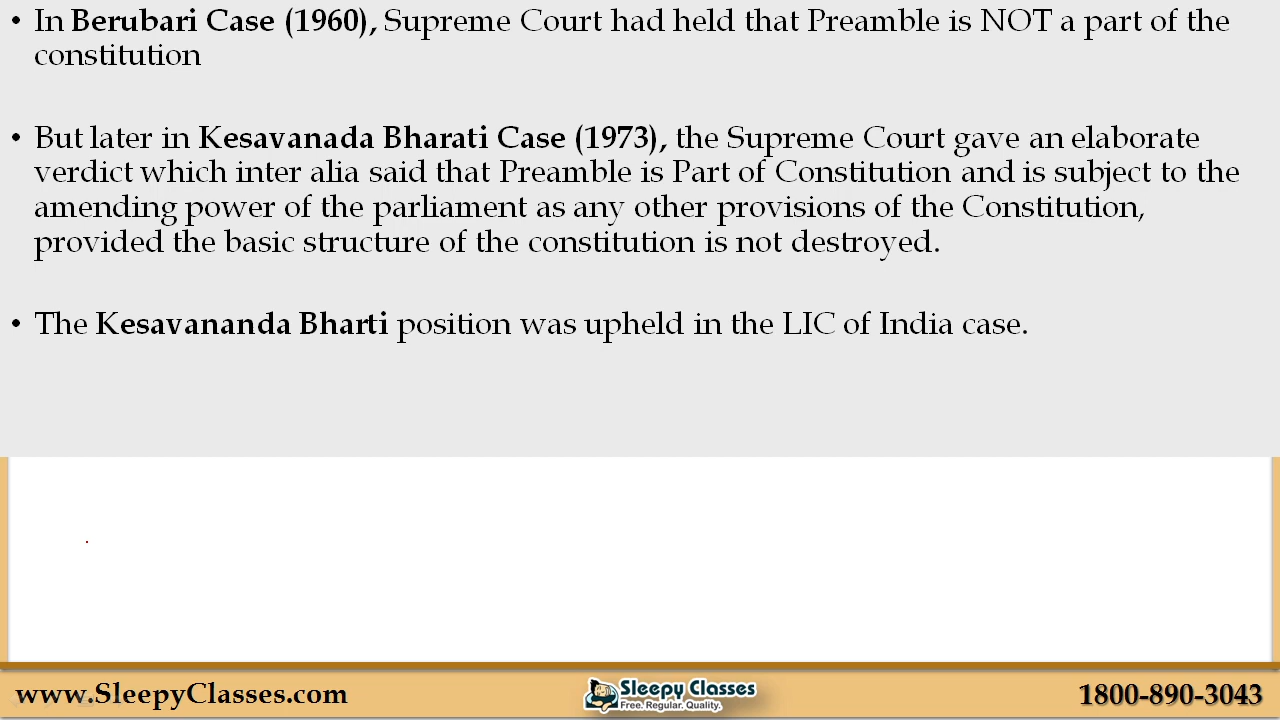 • In Berubari Case (1960), Supreme Court had held that Preamble is NOT a part of the
constitution
• But later in Kesavanada Bharati Case (1973), the Supreme Court gave an elaborate
verdict which inter alia said that Preamble is Part of Constitution and is subject to the
amending power of the parliament as any other provisions of the Constitution,
provided the basic structure of the constitution is not destroyed.
• The Kesavananda Bharti position was upheld in the LIC of India case.
www.SleepyClasses.com
Sleepy Classes
Free. Regular. Quality.
1800-890-3043